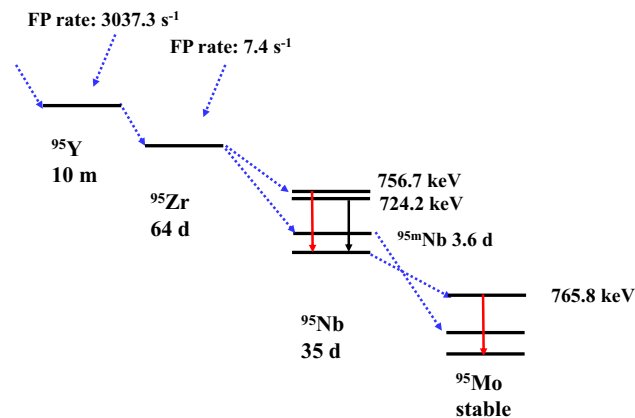 FP rate: 3037.3 s⁻¹
FP rate: 7.4 s⁻¹
⁹⁵Y
10 m
⁹⁵Zr
64 d
756.7 keV
724.2 keV
⁹⁵ᵐNb 3.6 d
⁹⁵Nb
35 d
765.8 keV
⁹⁵Mo
stable